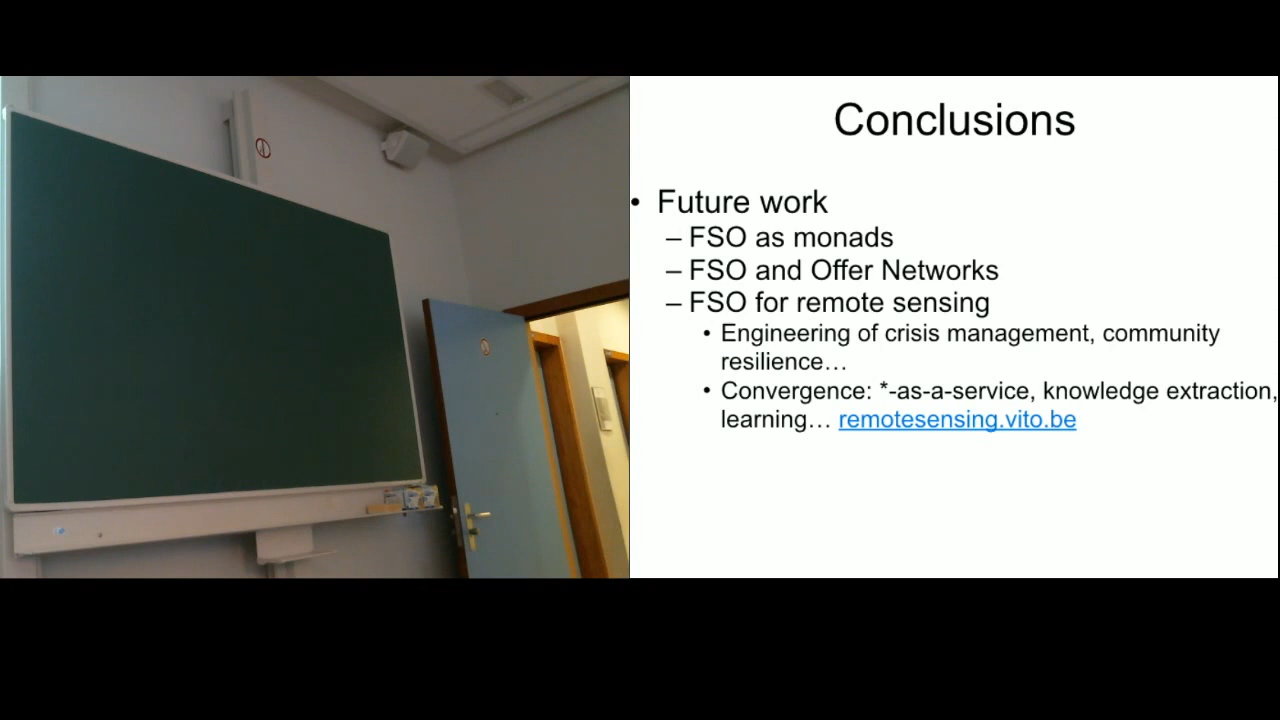 Conclusions
• Future work
– FSO as monads
– FSO and Offer Networks
– FSO for remote sensing
• Engineering of crisis management, community
resilience…
• Convergence: *-as-a-service, knowledge extraction,
learning… remotesensing.vito.be